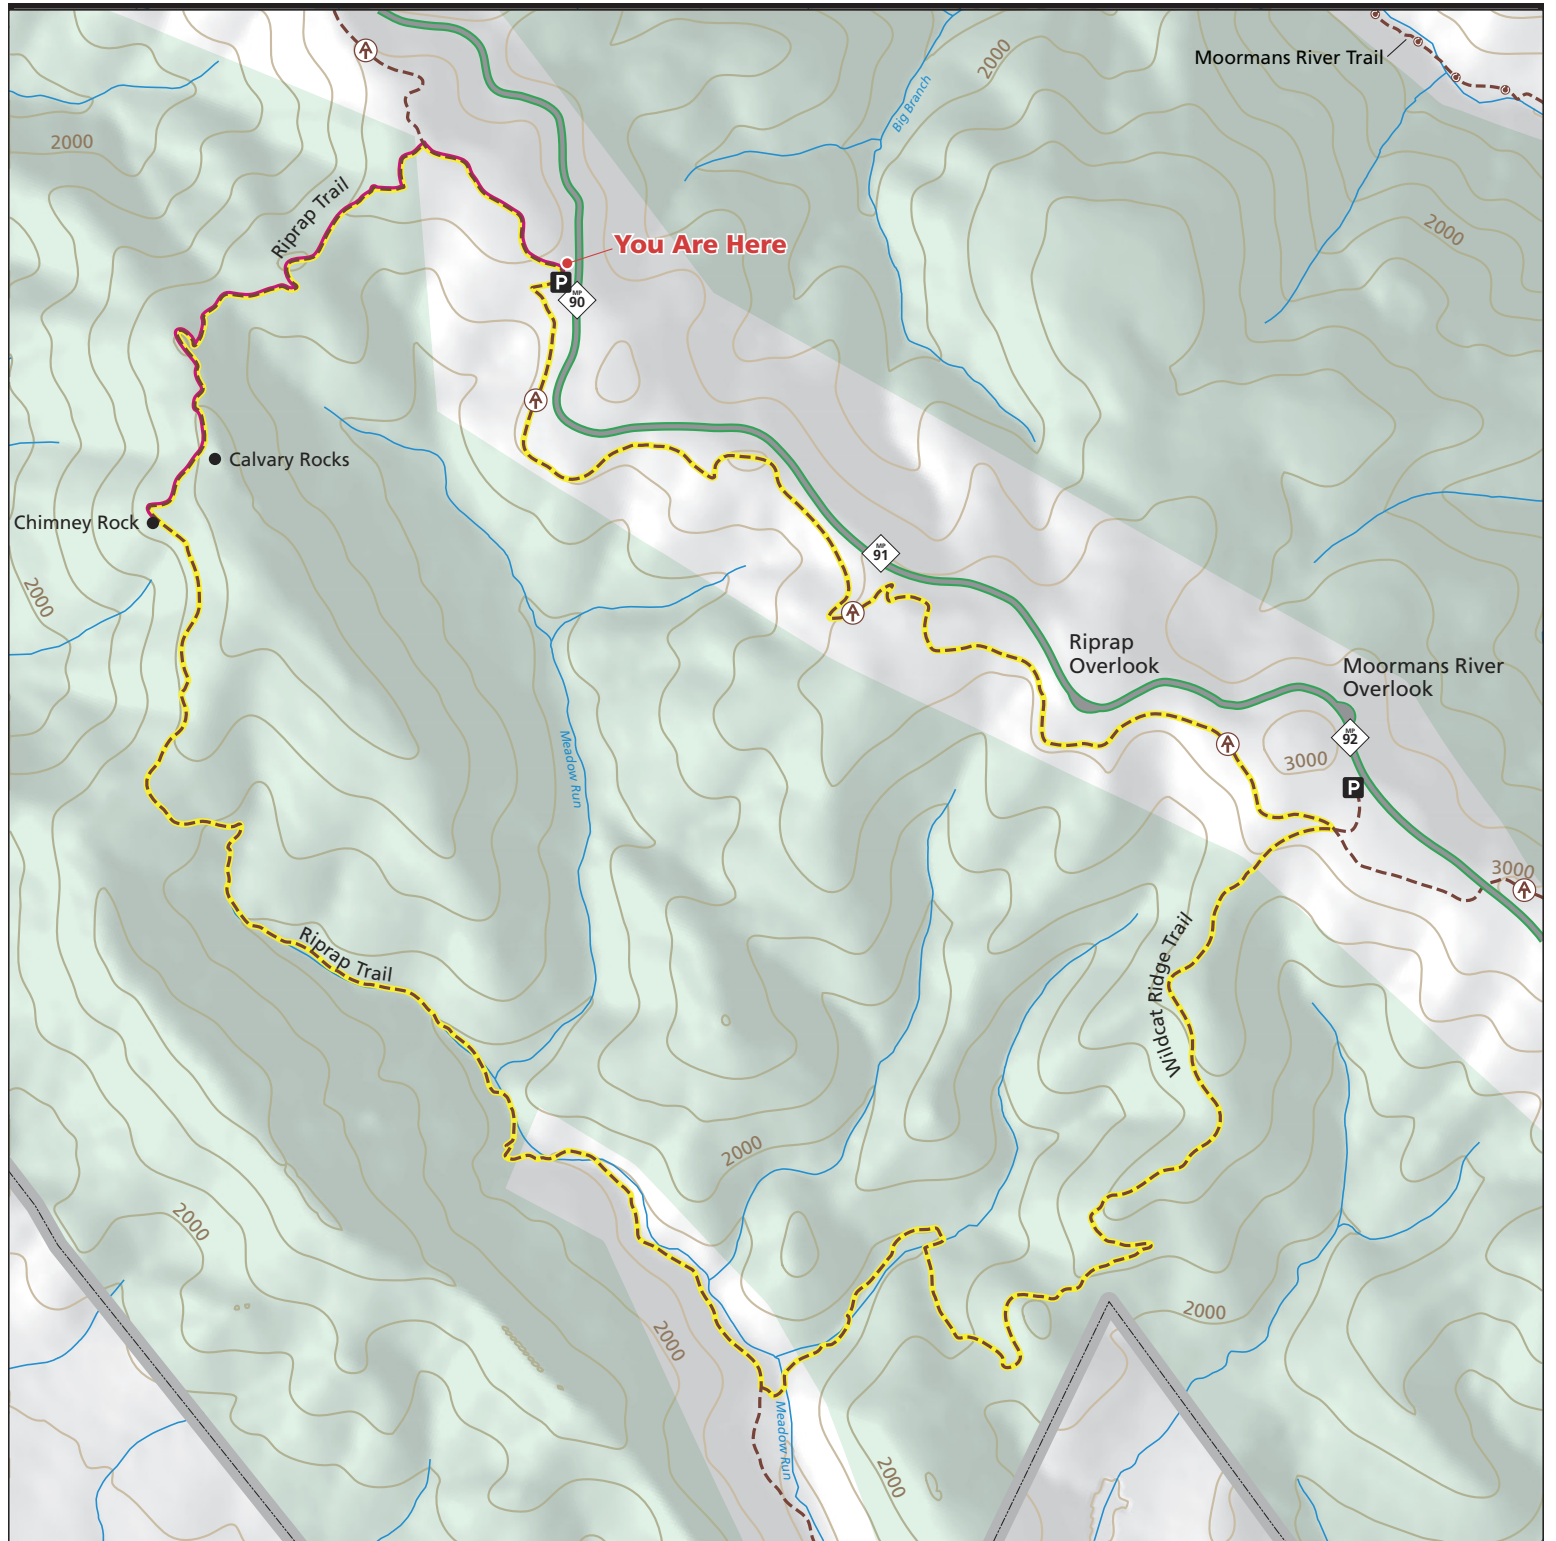 Moormans River Trail
2000
Big Branch
2000
Riprap Trail
2000
You Are Here
P
MP
90
Calvary Rocks
Chimney Rock
MP
91
2000
Riprap
Overlook
Moormans River
Overlook
MP
92
3000
P
Meadow Run
3000
Riprap Trail
Wildcat Ridge Trail
2000
2000
2000
2000
Meadow Run
2000